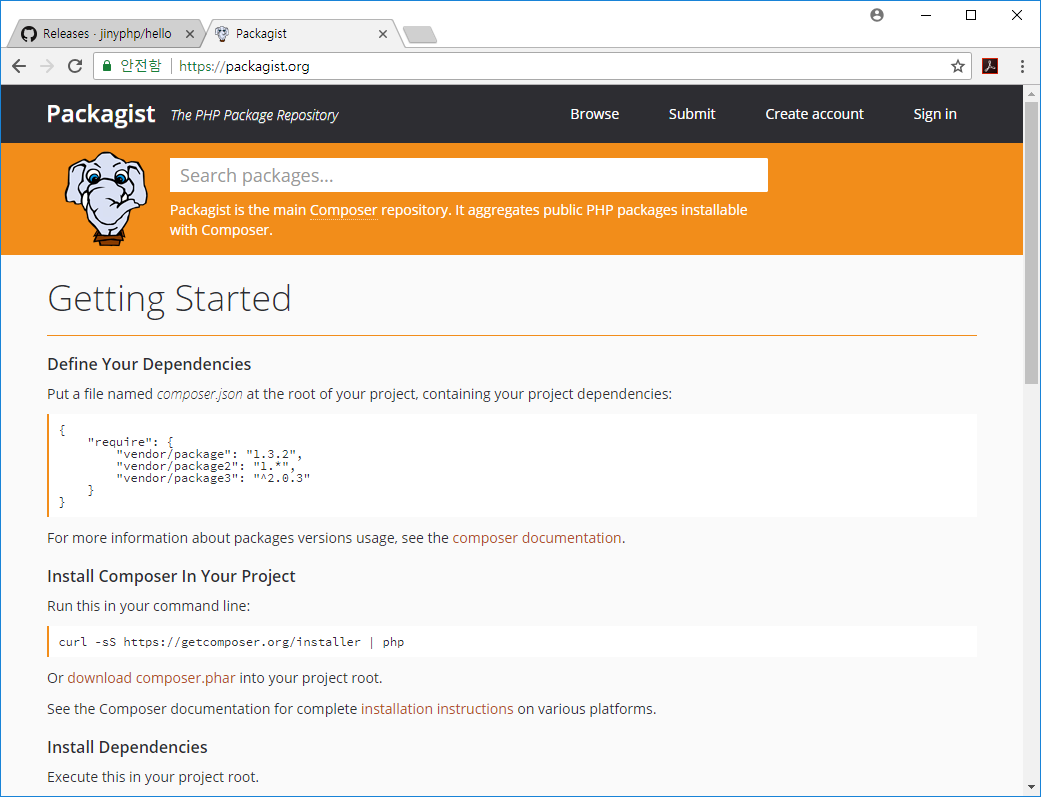 Releases · jinyphp/hello
Packagist
안전함
https://packagist.org
Packagist The PHP Package Repository
Browse
Submit
Create account
Sign in
Search packages...
Packagist is the main Composer repository. It aggregates public PHP packages installable
with Composer.
Getting Started
Define Your Dependencies
Put a file named composer.json at the root of your project, containing your project dependencies:
{
    "require": {
        "vendor/package": "1.3.2",
        "vendor/package2": "1.*",
        "vendor/package3": "^2.0.3"
    }
}
For more information about packages versions usage, see the composer documentation.
Install Composer In Your Project
Run this in your command line:
curl -sS https://getcomposer.org/installer | php
Or download composer.phar into your project root.
See the Composer documentation for complete installation instructions on various platforms.
Install Dependencies
Execute this in your project root.